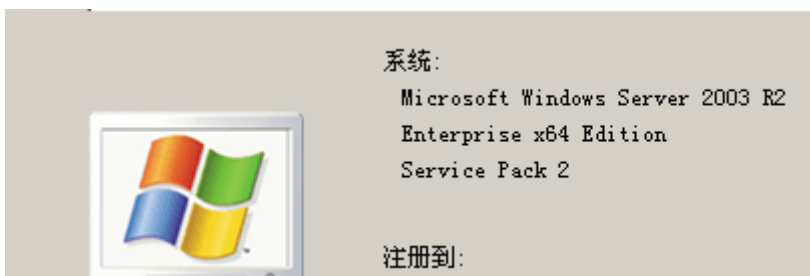 系统:
Microsoft Windows Server 2003 R2
Enterprise x64 Edition
Service Pack 2
注册到: